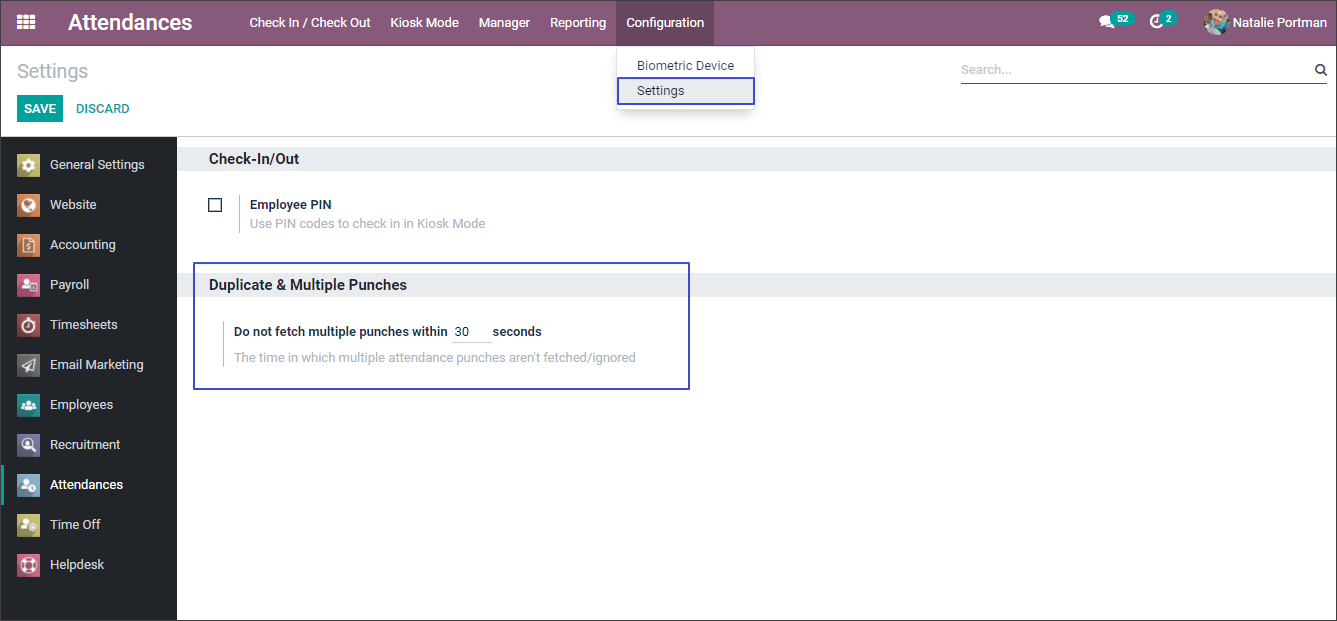 Attendances Check In / Check Out Kiosk Mode Manager Reporting Configuration 52 2 Natalie Portman
Biometric Device
Settings
Settings
Search...
SAVE DISCARD
General Settings
Website
Accounting
Payroll
Timesheets
Email Marketing
Employees
Recruitment
Attendances
Time Off
Helpdesk
Check-In/Out
Employee PIN
Use PIN codes to check in in Kiosk Mode
Duplicate & Multiple Punches
Do not fetch multiple punches within 30 seconds
The time in which multiple attendance punches aren't fetched/ignored